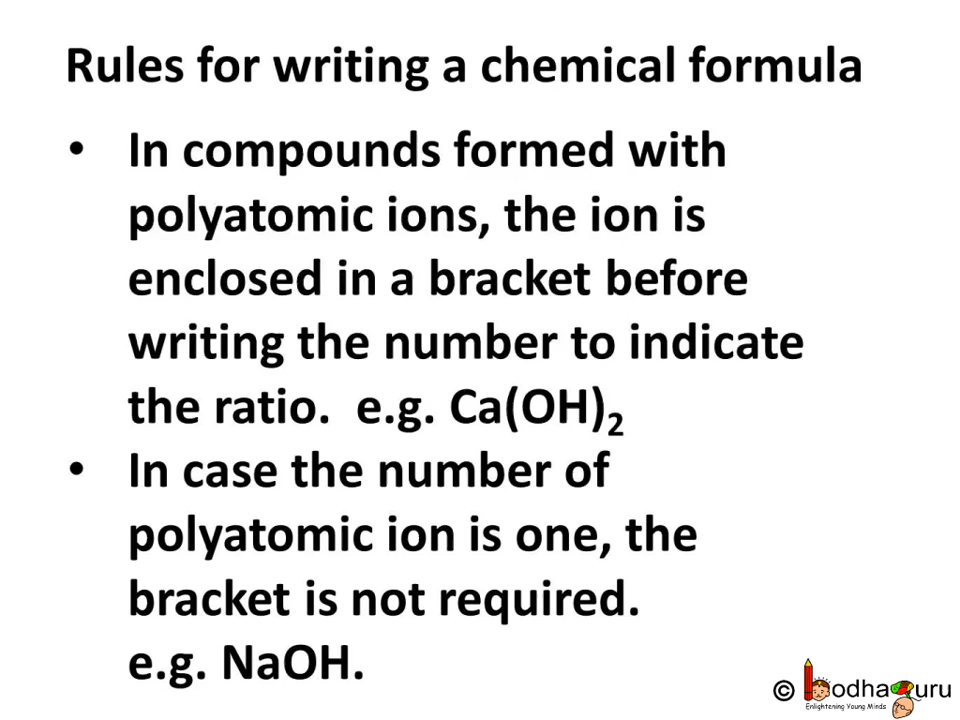 Rules for writing a chemical formula
• In compounds formed with
polyatomic ions, the ion is
enclosed in a bracket before
writing the number to indicate
the ratio. e.g. Ca(OH)₂
• In case the number of
polyatomic ion is one, the
bracket is not required.
e.g. NaOH.
© BodhaGuru
Enlightening Young Minds